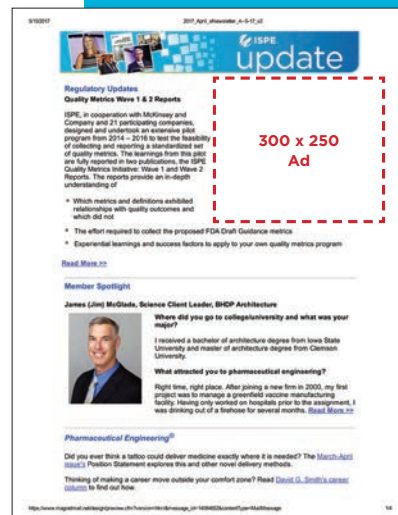 5/10/2017
2017_April_eNewsletter_4-5-17_v2
ISPE.
update
Regulatory Updates
Quality Metrics Wave 1 & 2 Reports
ISPE, in cooperation with McKinsey and
Company and 21 participating companies,
designed and undertook an extensive pilot
program from 2014 – 2016 to test the feasibility
of collecting and reporting a standardized set
of quality metrics. The learnings from this pilot
are fully reported in two publications, the ISPE
Quality Metrics Initiative: Wave 1 and Wave 2
Reports. The reports provide an in-depth
understanding of
300 x 250
Ad
• Which metrics and definitions exhibited
relationships with quality outcomes and
which did not
• The effort required to collect the proposed FDA Draft Guidance metrics
• Experiential learnings and success factors to apply to your own quality metrics program
Read More >>
Member Spotlight
James (Jim) McGlade, Science Client Leader, BHDP Architecture
Where did you go to college/university and what was your
major?
I received a bachelor of architecture degree from Iowa State
University and master of architecture degree from Clemson
University.
What attracted you to pharmaceutical engineering?
Right time, right place. After joining a new firm in 2000, my first
project was to manage a greenfield vaccine manufacturing
facility. Having only worked on hospitals prior to the assignment, I
was drinking out of a firehose for several months. Read More >>
Pharmaceutical Engineering®
Did you ever think a tattoo could deliver medicine exactly where it is needed? The March-April
issue's Position Statement explores this and other novel delivery methods.
Thinking of making a career move outside your comfort zone? Read David G. Smith's career
column to find out how.
1/4